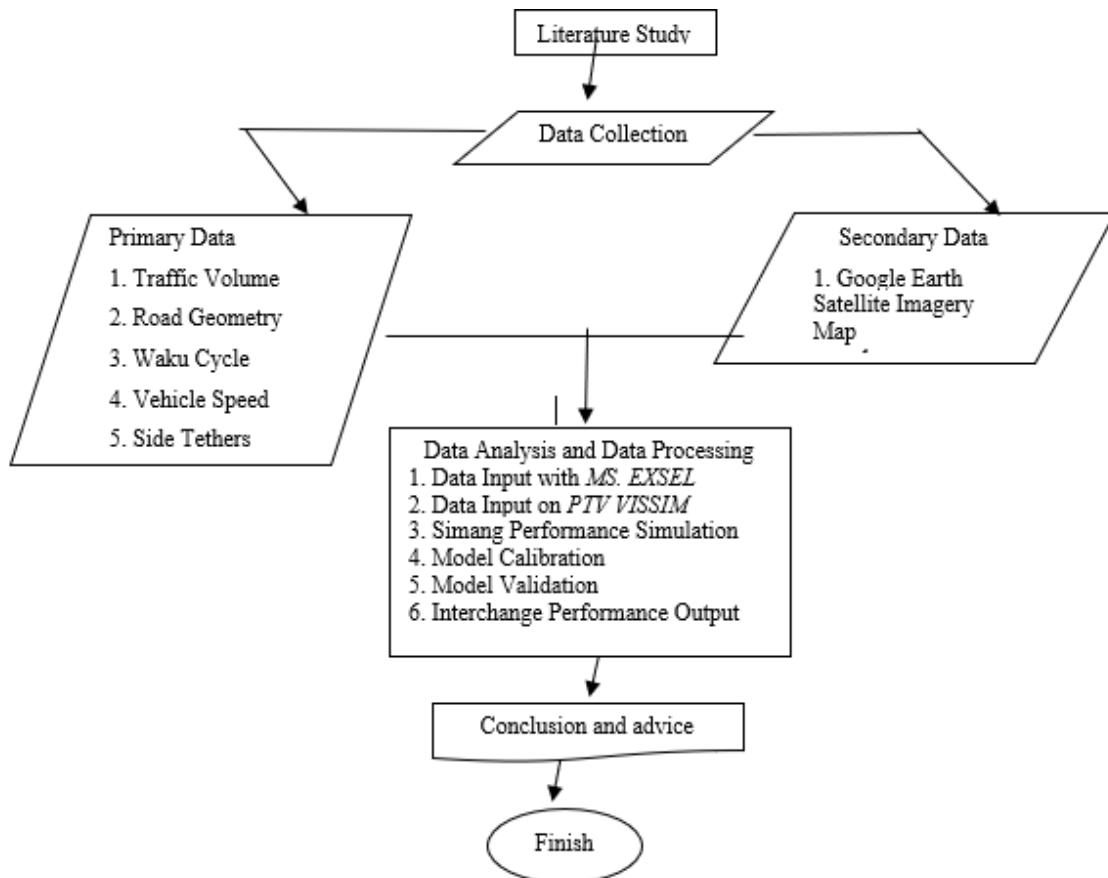 Literature Study
Data Collection
Primary Data
1. Traffic Volume
2. Road Geometry
3. Waku Cycle
4. Vehicle Speed
5. Side Tethers
Secondary Data
1. Google Earth
Satellite Imagery
Map
Data Analysis and Data Processing
1. Data Input with MS. EXSEL
2. Data Input on PTV VISSIM
3. Simang Performance Simulation
4. Model Calibration
5. Model Validation
6. Interchange Performance Output
Conclusion and advice
Finish